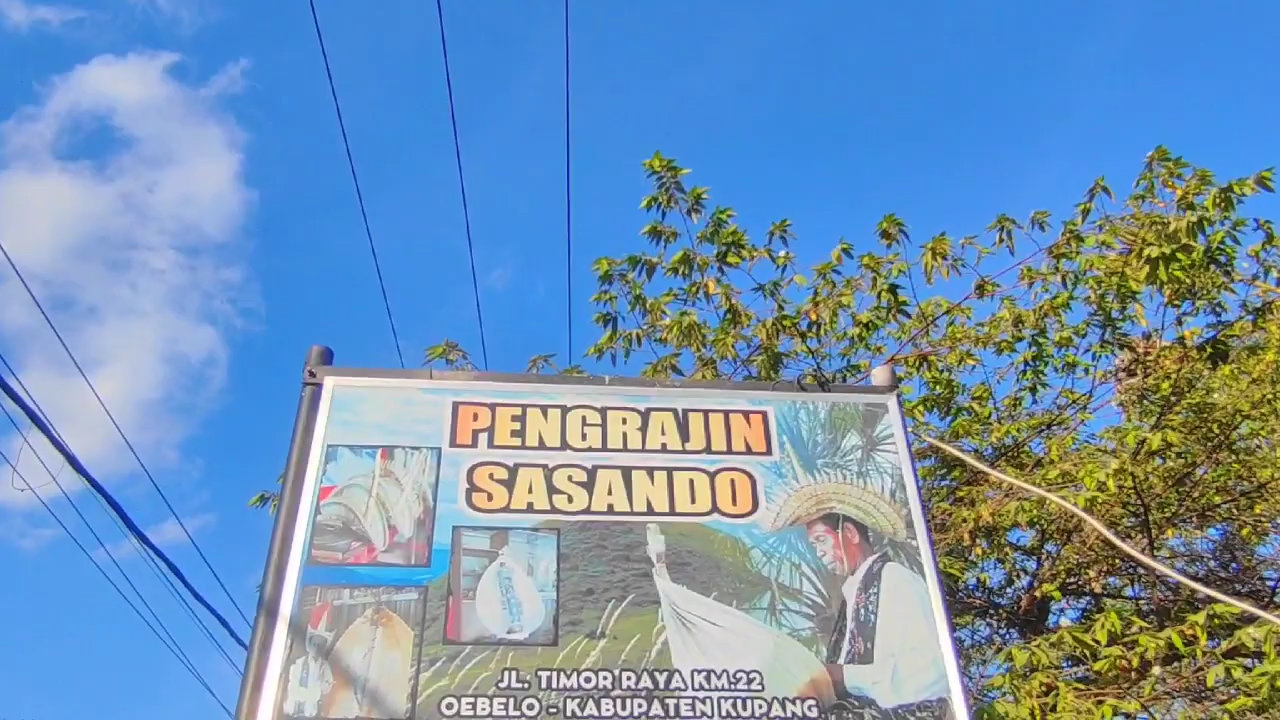 PENGRAJIN
SASANDO
JL. TIMOR RAYA KM.22
OEBELO - KABUPATEN KUPANG